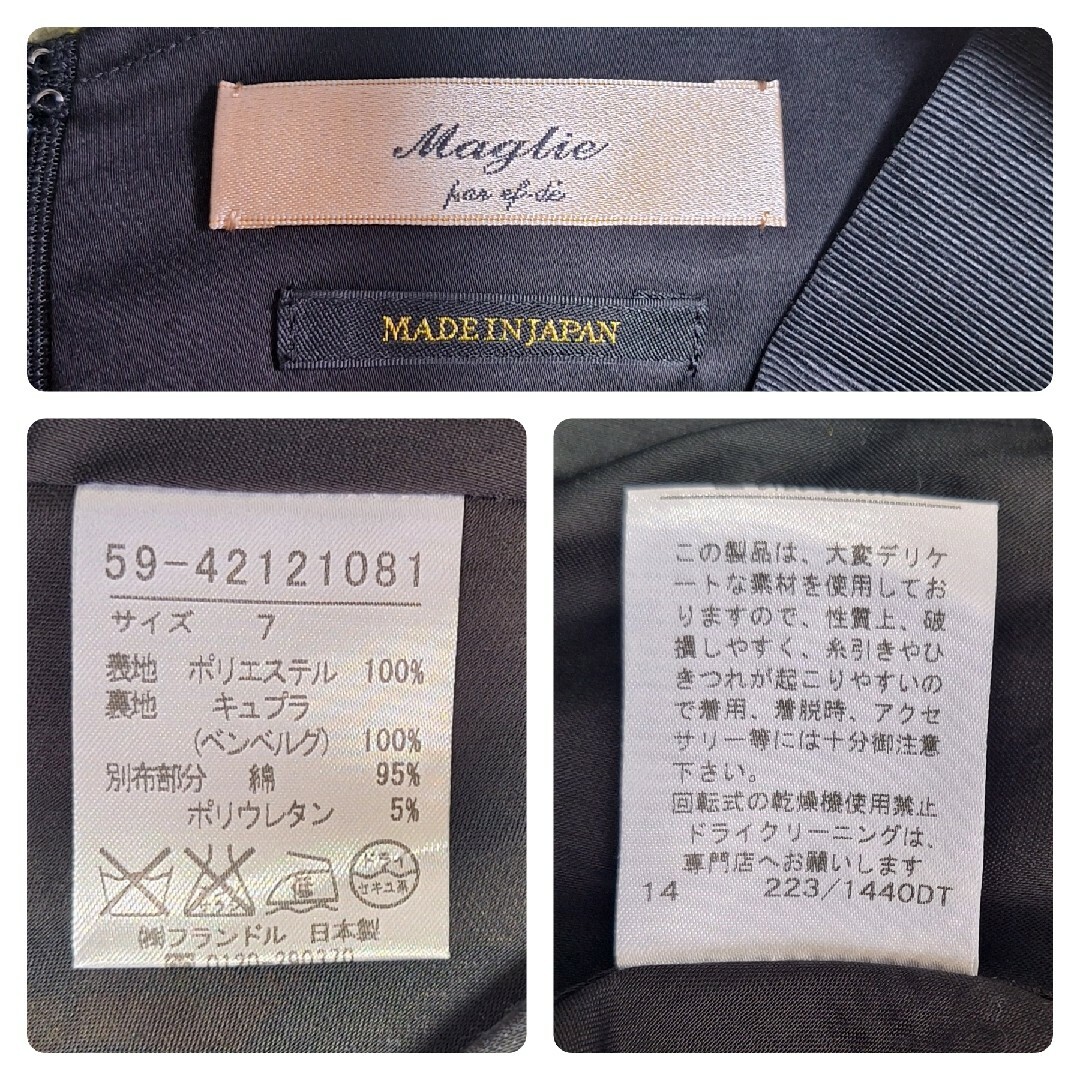 Maglie
par ef-de
MADE IN JAPAN
59-42121081
サイズ 7
表地 ポリエステル 100%
裏地 キュプラ
(ベンベルグ) 100%
別布部分 綿 95%
ポリウレタン 5%
エンソサラシ
低
ドライ
セキユ系
㈱フランドル 日本製
0120-290370
この製品は、大変デリケ
ートな素材を使用してお
りますので、性質上、破
損しやすく、糸引きやひ
きつれが起こりやすいの
で着用、着脱時、アクセ
サリー等には十分御注意
下さい。
回転式の乾燥機使用禁止
ドライクリーニングは、
専門店へお願いします
14 223/1440DT